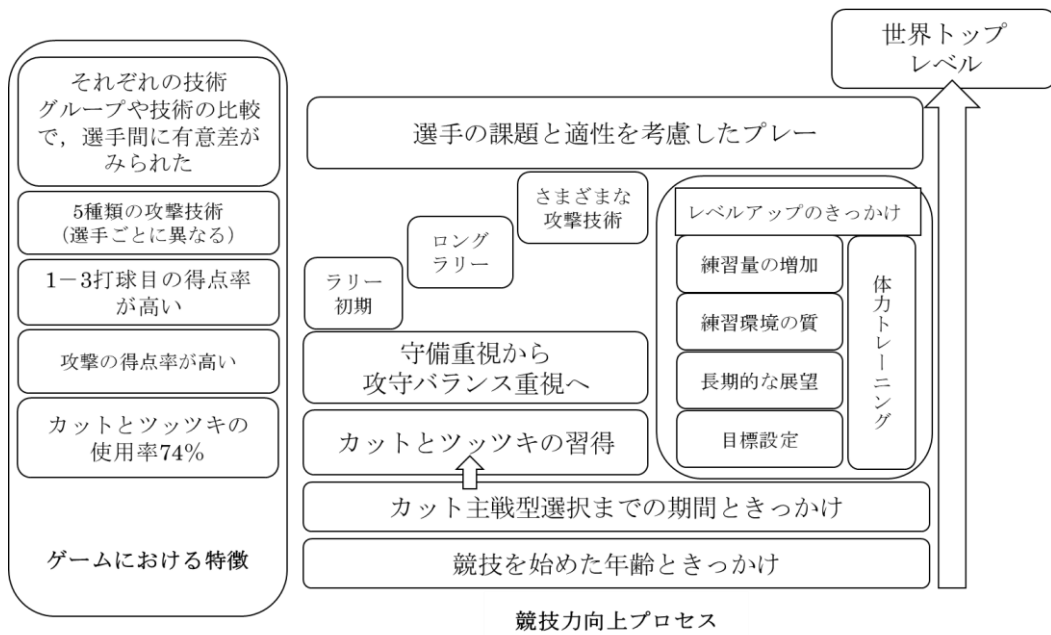 世界トップ
レベル
それぞれの技術
グループや技術の比較
で，選手間に有意差が
みられた
5種類の攻撃技術
(選手ごとに異なる)
1－3打球目の得点率
が高い
攻撃の得点率が高い
カットとツッツキの
使用率74%
ゲームにおける特徴
選手の課題と適性を考慮したプレー
さまざまな
攻撃技術
ロング
ラリー
ラリー
初期
守備重視から
攻守バランス重視へ
カットとツッツキの習得
レベルアップのきっかけ
練習量の増加
練習環境の質
長期的な展望
目標設定
体力トレーニング
カット主戦型選択までの期間ときっかけ
競技を始めた年齢ときっかけ
競技力向上プロセス